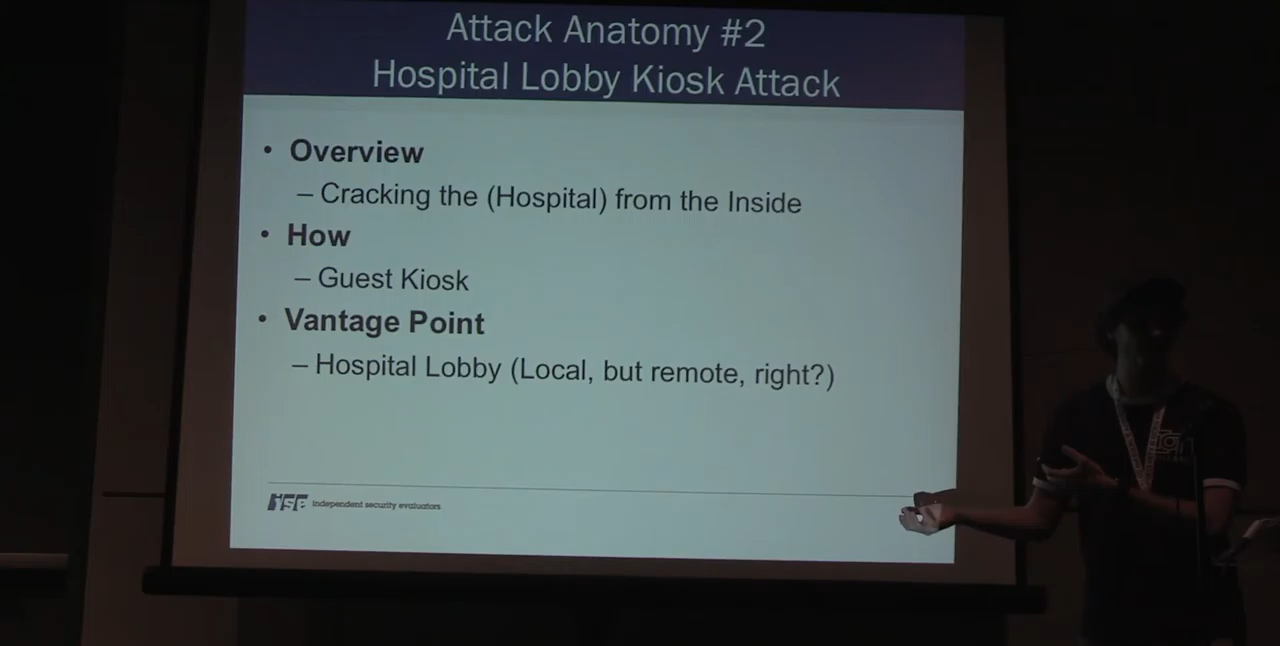 Attack Anatomy #2
Hospital Lobby Kiosk Attack
• Overview
– Cracking the (Hospital) from the Inside
• How
– Guest Kiosk
• Vantage Point
– Hospital Lobby (Local, but remote, right?)
ise independent security evaluators